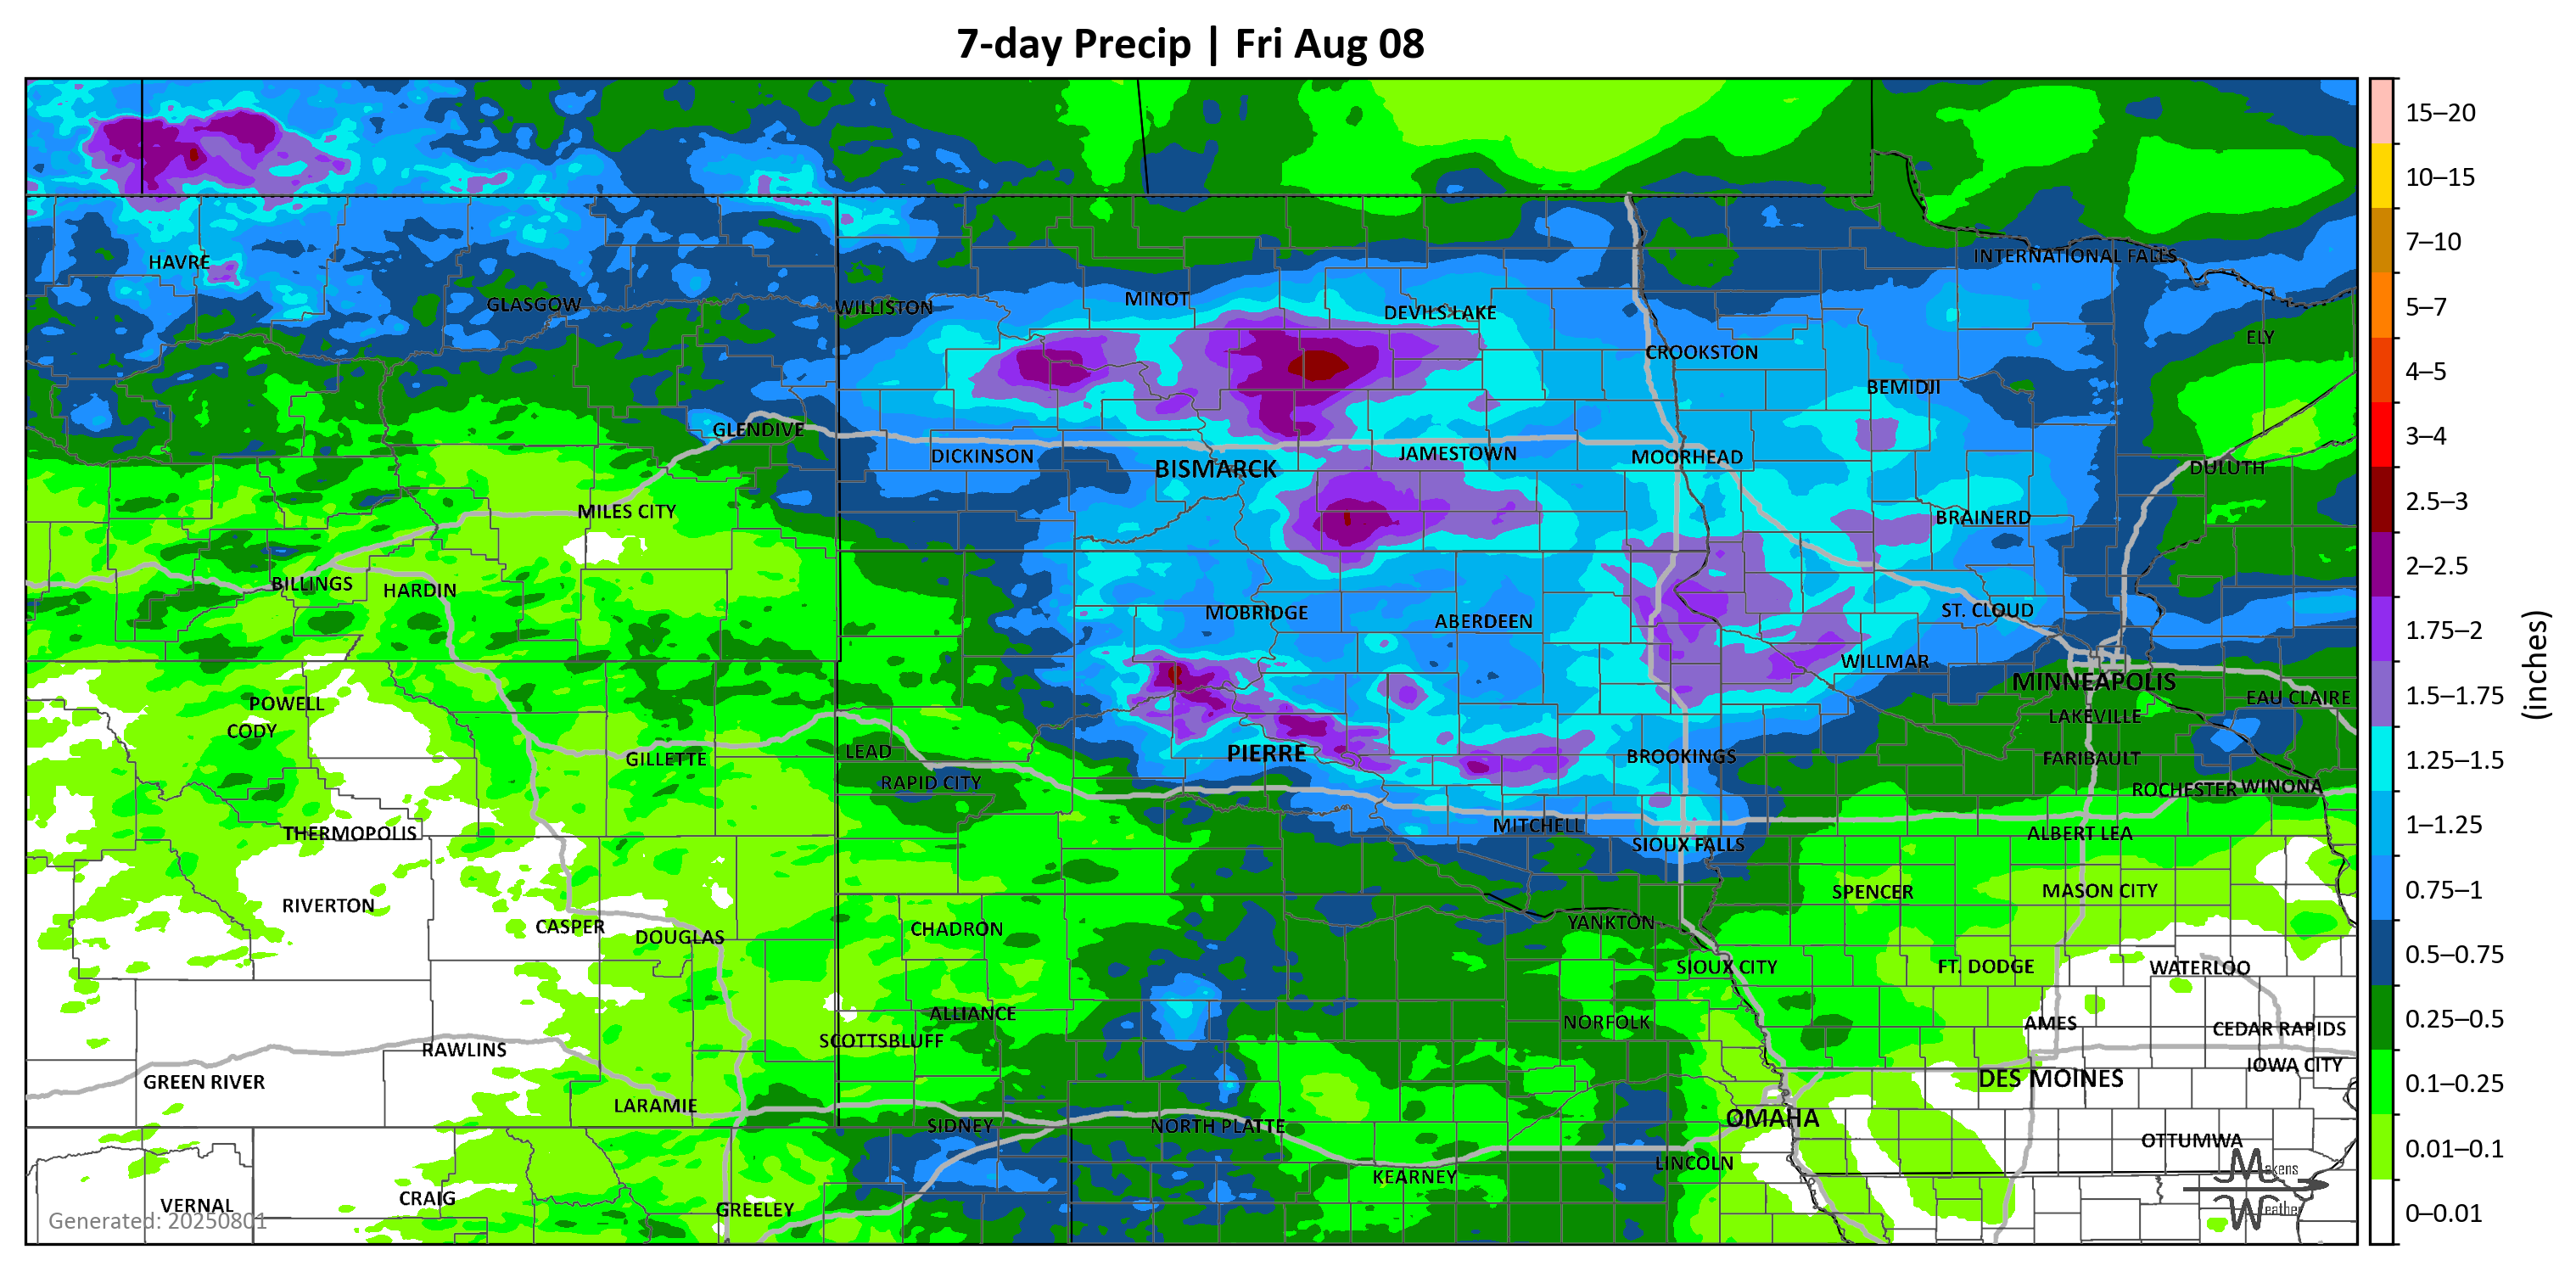 7-day Precip | Fri Aug 08
HAVRE
INTERNATIONAL FALLS
GLASGOW
WILLISTON
MINOT
DEVILS LAKE
ELY
CROOKSTON
BEMIDJI
GLENDIVE
DICKINSON
BISMARCK
JAMESTOWN
MOORHEAD
DULUTH
MILES CITY
BRAINERD
BILLINGS
HARDIN
MOBRIDGE
ABERDEEN
ST. CLOUD
WILLMAR
MINNEAPOLIS
POWELL
EAU CLAIRE
CODY
LAKEVILLE
LEAD
GILLETTE
PIERRE
BROOKINGS
FARIBAULT
RAPID CITY
ROCHESTER
WINONA
THERMOPOLIS
MITCHELL
ALBERT LEA
SIOUX FALLS
RIVERTON
SPENCER
MASON CITY
CASPER
DOUGLAS
CHADRON
YANKTON
SIOUX CITY
FT. DODGE
WATERLOO
ALLIANCE
NORFOLK
AMES
CEDAR RAPIDS
SCOTTSBLUFF
RAWLINS
IOWA CITY
GREEN RIVER
DES MOINES
LARAMIE
SIDNEY
NORTH PLATTE
OMAHA
OTTUMWA
LINCOLN
KEARNEY
VERNAL
CRAIG
GREELEY
Generated: 20250801
Makens
Weather
15–20
10–15
7–10
5–7
4–5
3–4
2.5–3
2–2.5
1.75–2
1.5–1.75
1.25–1.5
1–1.25
0.75–1
0.5–0.75
0.25–0.5
0.1–0.25
0.01–0.1
0–0.01
(inches)